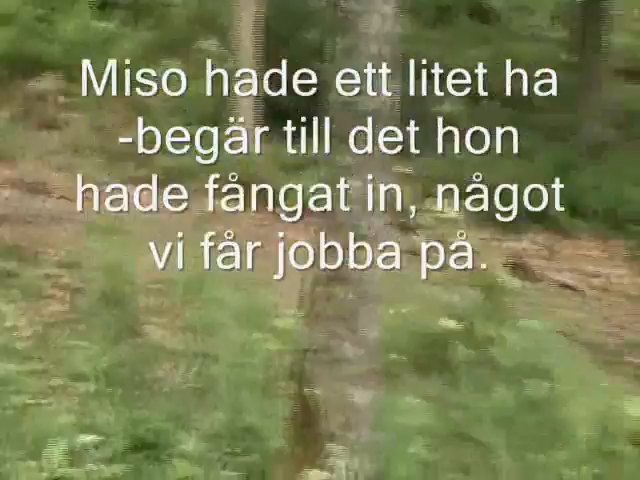 Miso hade ett litet ha
-begär till det hon
hade fångat in, något
vi får jobba på.